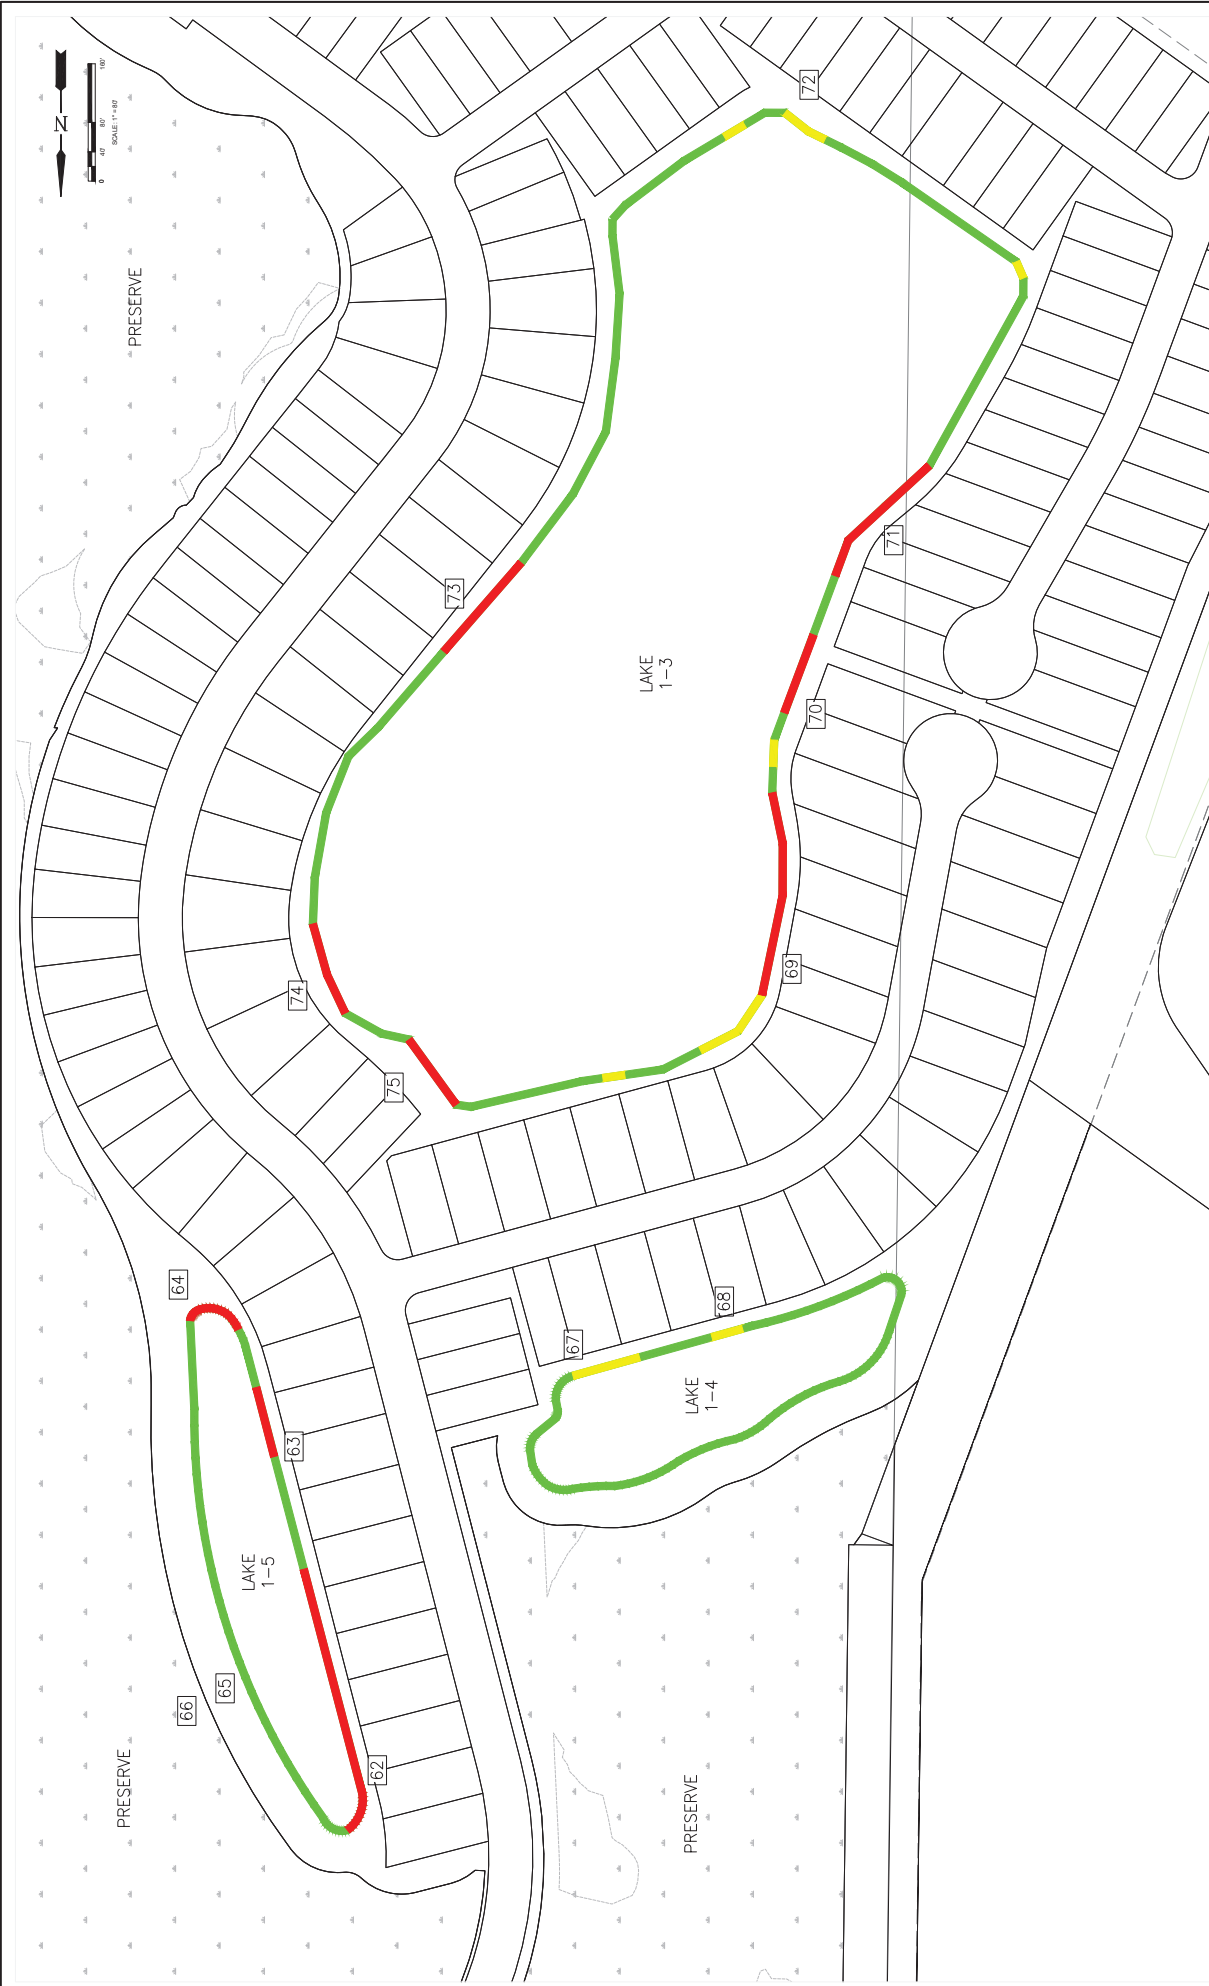 N
0
40'
80'
160'
SCALE: 1" = 80'
PRESERVE
72
73
71
LAKE
1-3
70
74
69
75
64
68
67
LAKE
1-4
63
LAKE
1-5
65
66
62
PRESERVE
PRESERVE